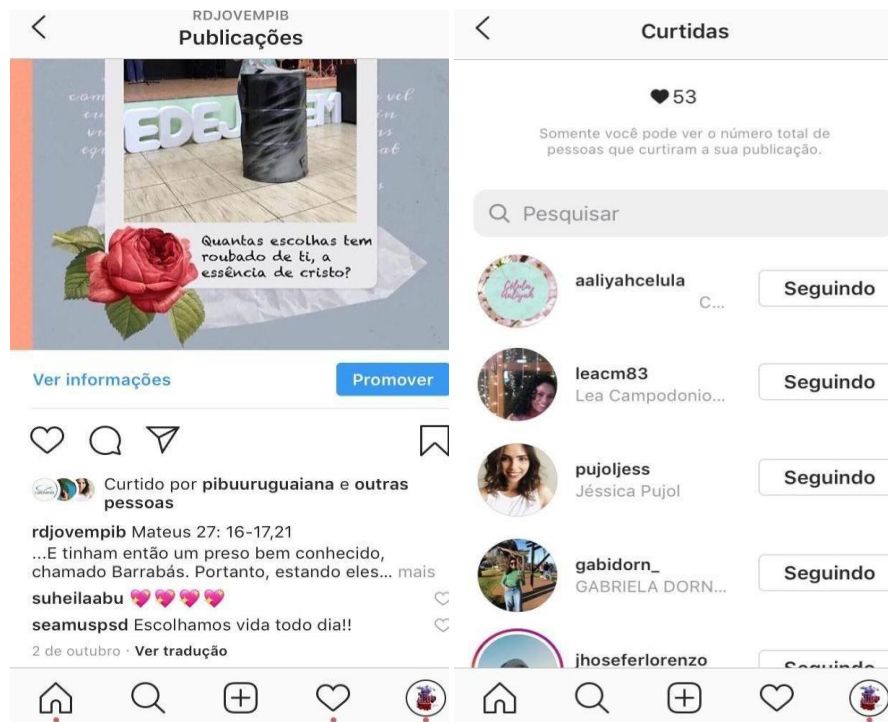 RDJOVEMPIB
Publicações
EDEJ EM
Quantas escolhas tem
roubado de ti, a
essência de cristo?
Ver informações
Promover
Curtido por pibuuruguaiana e outras
pessoas
rdjovempib Mateus 27: 16-17,21
...E tinham então um preso bem conhecido,
chamado Barrabás. Portanto, estando eles... mais
suheilaabu 💖💖💖💖
seamuspsd Escolhamos vida todo dia!!
2 de outubro · Ver tradução
Curtidas
53
Somente você pode ver o número total de
pessoas que curtiram a sua publicação.
Pesquisar
Célula
Aaliyah
aaliyahcelula
C...
Seguindo
leacm83
Lea Campodonio...
Seguindo
pujoljess
Jéssica Pujol
Seguindo
gabidorn_
GABRIELA DORN...
Seguindo
jhoseferlorenzo
Seguindo